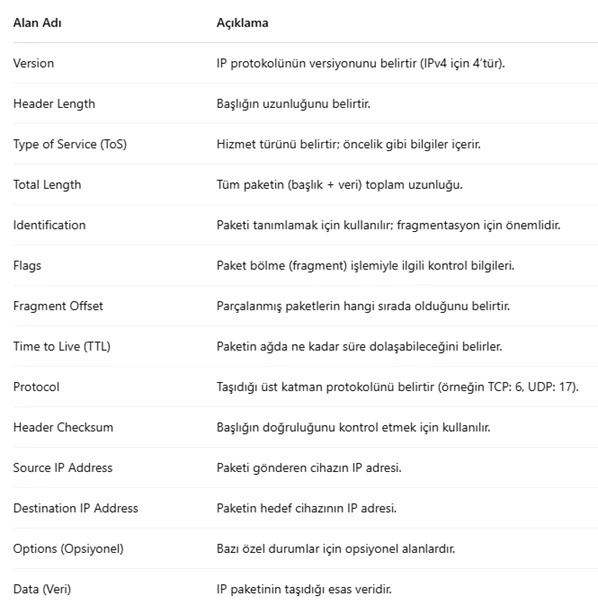 Alan Adı Açıklama
Version IP protokolünün versiyonunu belirtir (IPv4 için 4’tür).
Header Length Başlığın uzunluğunu belirtir.
Type of Service (ToS) Hizmet türünü belirtir; öncelik gibi bilgiler içerir.
Total Length Tüm paketin (başlık + veri) toplam uzunluğu.
Identification Paketi tanımlamak için kullanılır; fragmentasyon için önemlidir.
Flags Paket bölme (fragment) işlemiyle ilgili kontrol bilgileri.
Fragment Offset Parçalanmış paketlerin hangi sırada olduğunu belirtir.
Time to Live (TTL) Paketin ağda ne kadar süre dolaşabileceğini belirler.
Protocol Taşıdığı üst katman protokolünü belirtir (örneğin TCP: 6, UDP: 17).
Header Checksum Başlığın doğruluğunu kontrol etmek için kullanılır.
Source IP Address Paketi gönderen cihazın IP adresi.
Destination IP Address Paketin hedef cihazının IP adresi.
Options (Opsiyonel) Bazı özel durumlar için opsiyonel alanlardır.
Data (Veri) IP paketinin taşıdığı esas veridir.